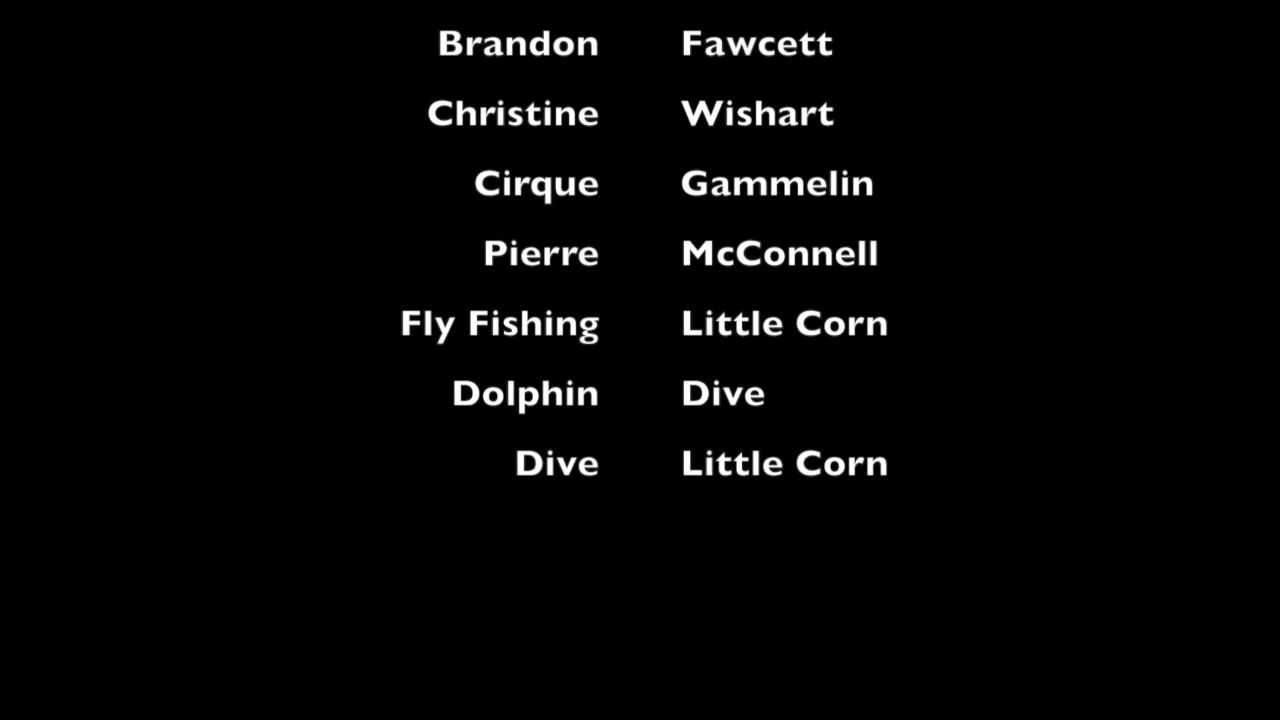 Brandon Fawcett
Christine Wishart
Cirque Gammelin
Pierre McConnell
Fly Fishing Little Corn
Dolphin Dive
Dive Little Corn